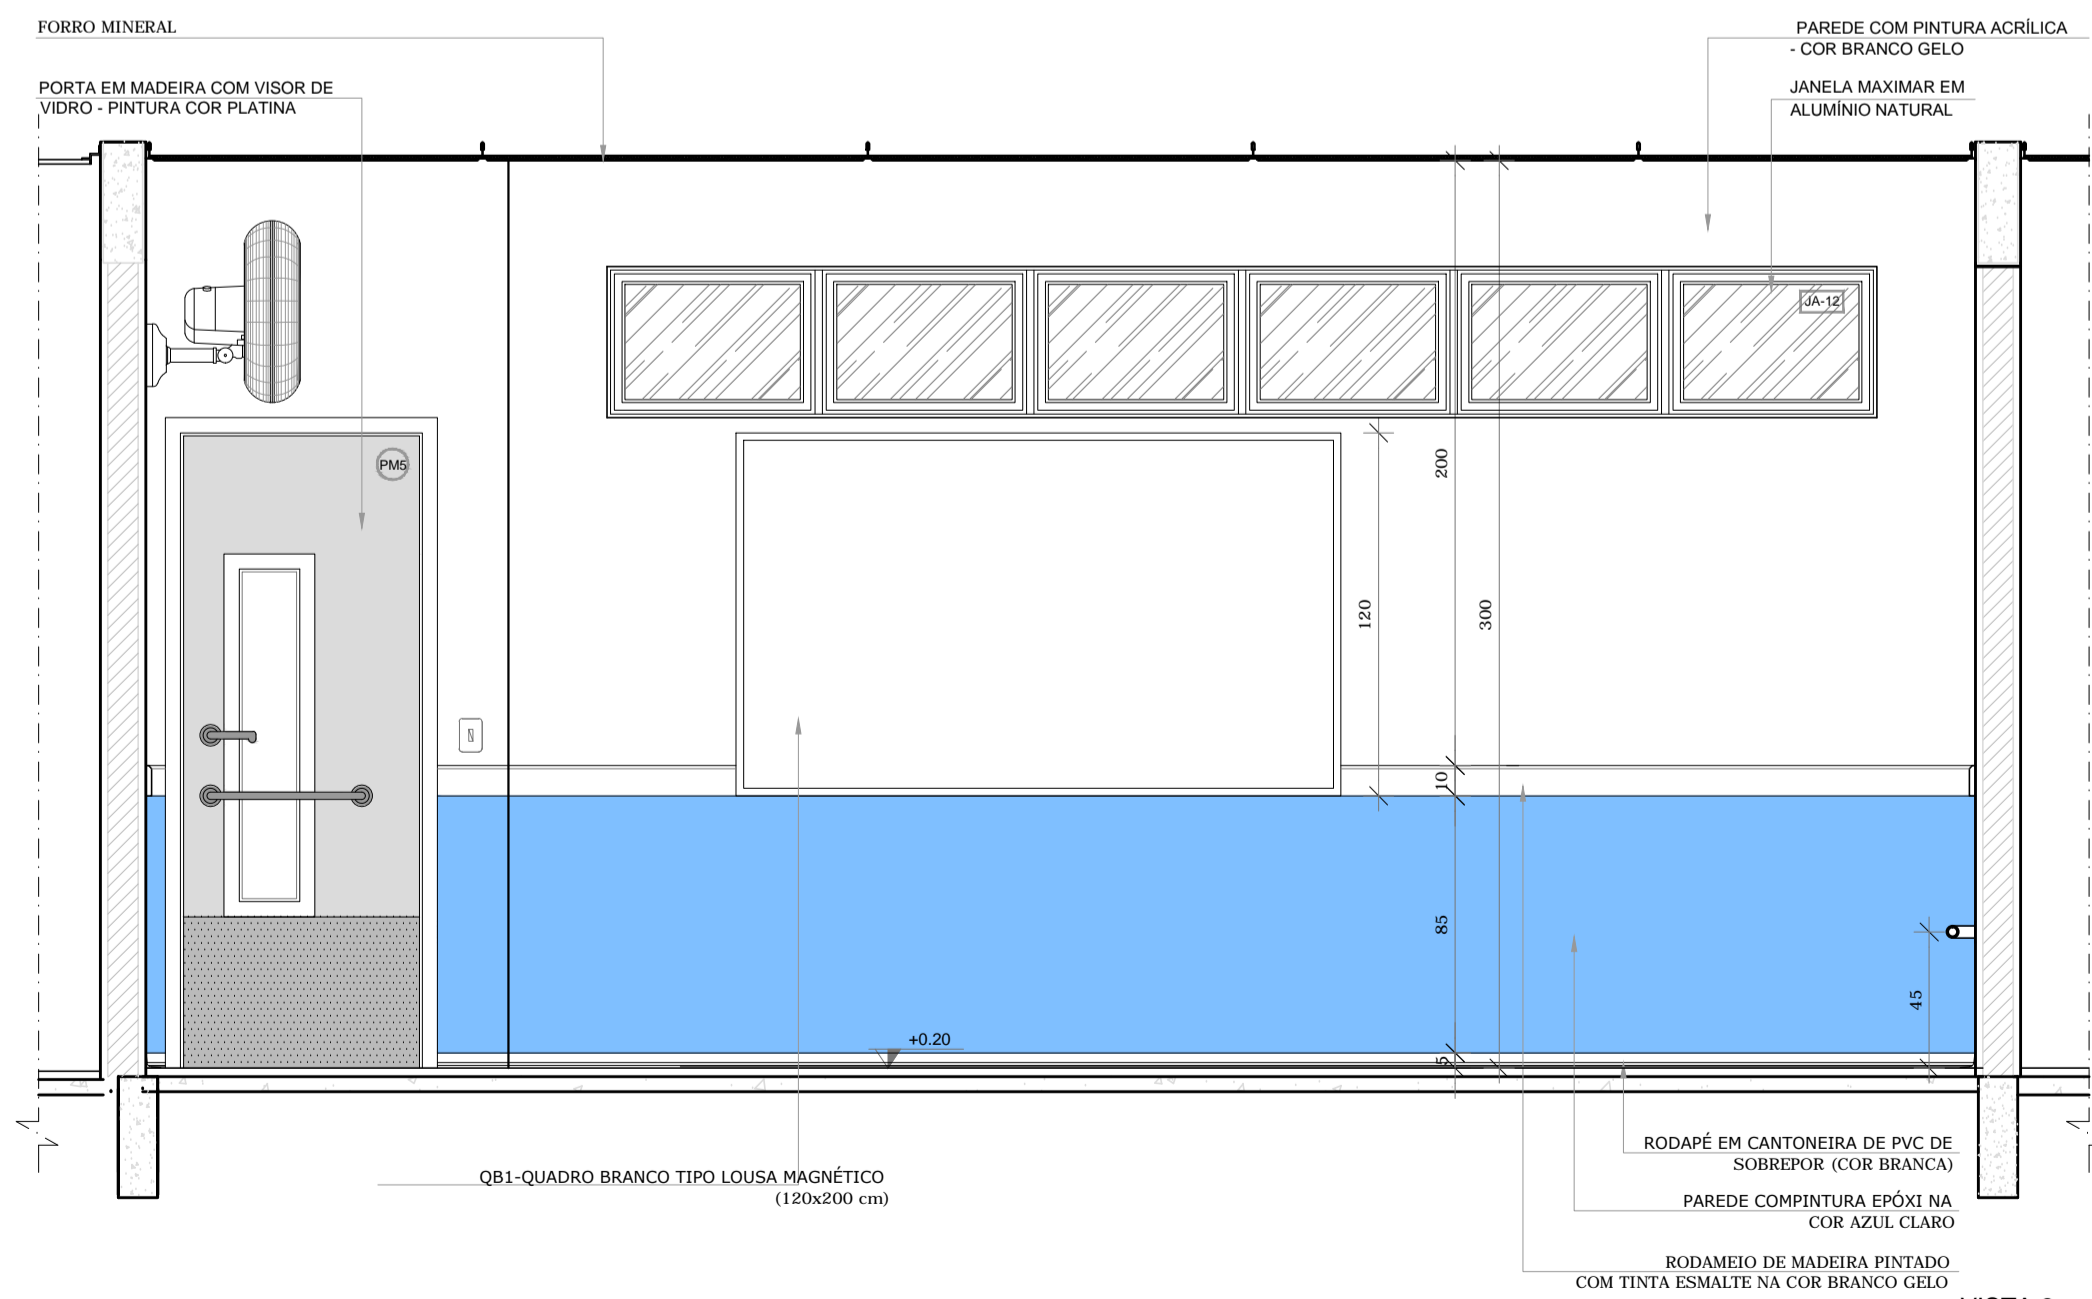 FORRO MINERAL
PAREDE COM PINTURA ACRÍLICA
- COR BRANCO GELO
PORTA EM MADEIRA COM VISOR DE
VIDRO - PINTURA COR PLATINA
JANELA MAXIMAR EM
ALUMÍNIO NATURAL
JA-12
PM5
200
120
300
10
85
45
+0.20
5
RODAPÉ EM CANTONEIRA DE PVC DE
SOBREPOR (COR BRANCA)
QB1-QUADRO BRANCO TIPO LOUSA MAGNÉTICO
(120x200 cm)
PAREDE COMPINTURA EPÓXI NA
COR AZUL CLARO
RODAMEIO DE MADEIRA PINTADO
COM TINTA ESMALTE NA COR BRANCO GELO